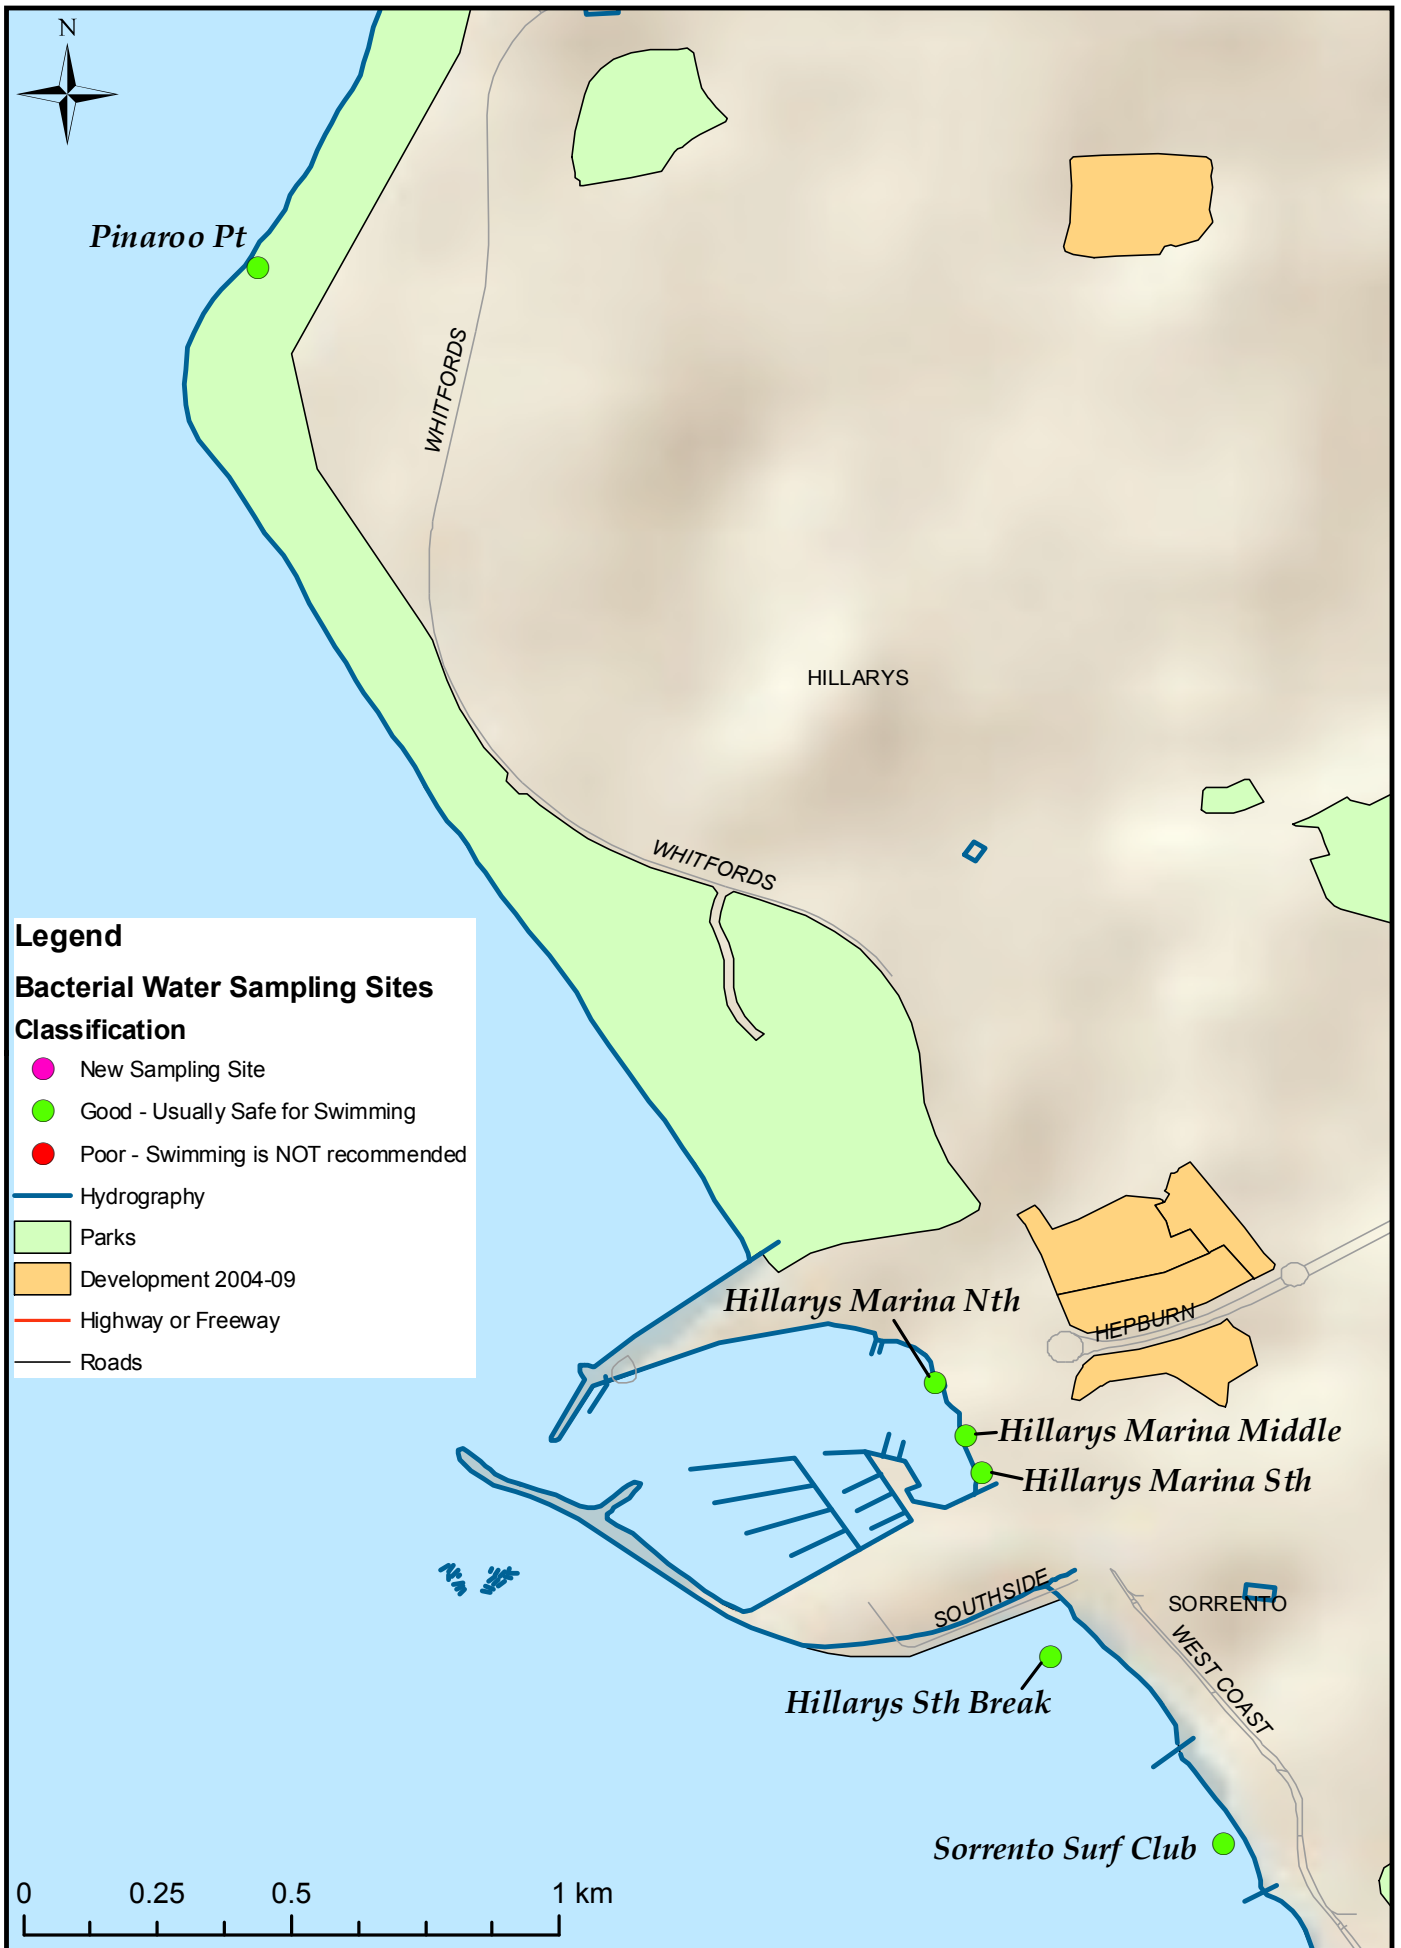 N
Pinaroo Pt
WHITFORDS
HILLARYS
WHITFORDS
Legend
Bacterial Water Sampling Sites
Classification
New Sampling Site
Good - Usually Safe for Swimming
Poor - Swimming is NOT recommended
Hydrography
Parks
Development 2004-09
Highway or Freeway
Roads
Hillarys Marina Nth
HEPBURN
Hillarys Marina Middle
Hillarys Marina Sth
SOUTHSIDE
SORRENTO
WEST COAST
Hillarys Sth Break
Sorrento Surf Club
0 0.25 0.5 1 km